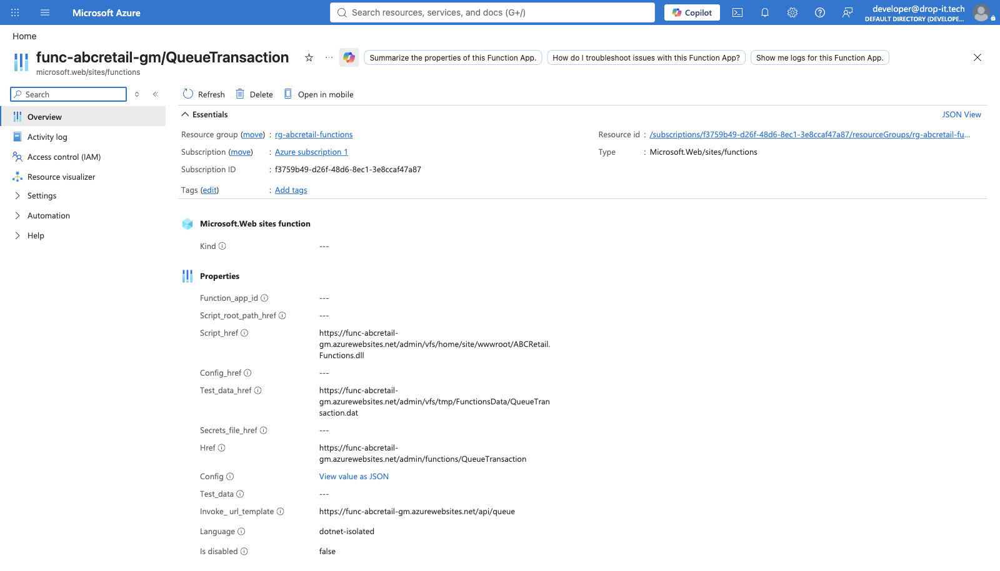 Microsoft Azure
Search resources, services, and docs (G+/)
Copilot
developer@drop-it.tech
DEFAULT DIRECTORY (DEVELOPE...
Home
func-abcretail-gm/QueueTransaction
microsoft.web/sites/functions
Summarize the properties of this Function App.
How do I troubleshoot issues with this Function App?
Show me logs for this Function App.
Search
Refresh
Delete
Open in mobile
Overview
Activity log
Access control (IAM)
Resource visualizer
Settings
Automation
Help
Essentials
JSON View
Resource group (move) : rg-abcretail-functions
Subscription (move) : Azure subscription 1
Subscription ID : f3759b49-d26f-48d6-8ec1-3e8ccaf47a87
Tags (edit) : Add tags
Resource id : /subscriptions/f3759b49-d26f-48d6-8ec1-3e8ccaf47a87/resourceGroups/rg-abcretail-fu...
Type : Microsoft.Web/sites/functions
Microsoft.Web sites function
Kind ---
Properties
Function_app_id ---
Script_root_path_href ---
Script_href https://func-abcretail-
gm.azurewebsites.net/admin/vfs/home/site/wwwroot/ABCRetail.
Functions.dll
Config_href ---
Test_data_href https://func-abcretail-
gm.azurewebsites.net/admin/vfs/tmp/FunctionsData/QueueTran
saction.dat
Secrets_file_href ---
Href https://func-abcretail-
gm.azurewebsites.net/admin/functions/QueueTransaction
Config View value as JSON
Test_data ---
Invoke_ url_template https://func-abcretail-gm.azurewebsites.net/api/queue
Language dotnet-isolated
Is disabled false